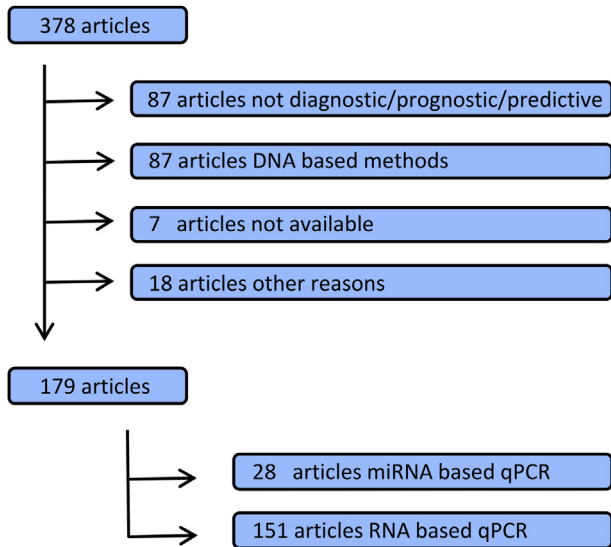 378 articles
87 articles not diagnostic/prognostic/predictive
87 articles DNA based methods
7 articles not available
18 articles other reasons
179 articles
28 articles miRNA based qPCR
151 articles RNA based qPCR